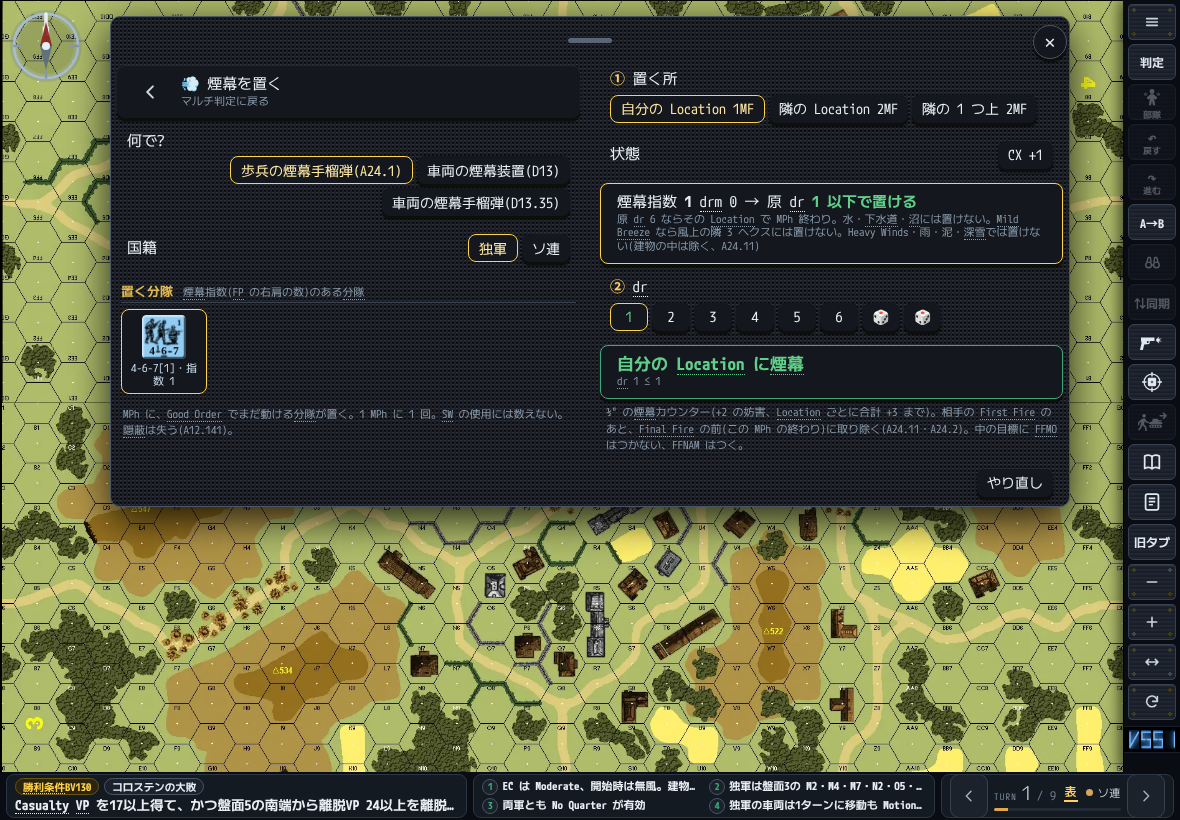 💨 煙幕を置く
マルチ判定に戻る
何で?
歩兵の煙幕手榴弾(A24.1)
車両の煙幕装置(D13)
車両の煙幕手榴弾(D13.35)
国籍
独軍
ソ連
置く分隊 煙幕指数(FP の右肩の数)のある分隊
4-6-7
4-6-7[1]・指
数 1
MPh に、Good Order でまだ動ける分隊が置く。1 MPh に 1 回。SW の使用には数えない。
隠蔽は失う(A12.141)。
① 置く所
自分の Location 1MF
隣の Location 2MF
隣の 1 つ上 2MF
状態
CX +1
煙幕指数 1 drm 0 → 原 dr 1 以下で置ける
原 dr 6 ならその Location で MPh 終わり。水・下水道・沼には置けない。Mild
Breeze なら風上の隣 3 ヘクスには置けない。Heavy Winds・雨・泥・深雪では置けな
い(建物の中は除く、A24.11)
② dr
1
2
3
4
5
6
自分の Location に煙幕
dr 1 ≤ 1
½" の煙幕カウンター(+2 の妨害、Location ごとに合計 +3 まで)。相手の First Fire の
あと、Final Fire の前(この MPh の終わり)に取り除く(A24.11・A24.2)。中の目標に FFMO
はつかない、FFNAM はつく。
やり直し
判定
部隊
戻す
進む
A→B
同期
旧タブ
△547
△534
△522
3
4
勝利条件BV130
コロステンの大敗
Casualty VP を17以上得て、かつ盤面5の南端から離脱VP 24以上を離脱…
① EC は Moderate、開始時は無風。建物…
② 独軍は盤面3の M2・M4・M7・N2・O5・…
③ 両軍とも No Quarter が有効
④ 独軍の車両は1ターンに移動も Motion…
TURN 1 / 9 表 ソ連